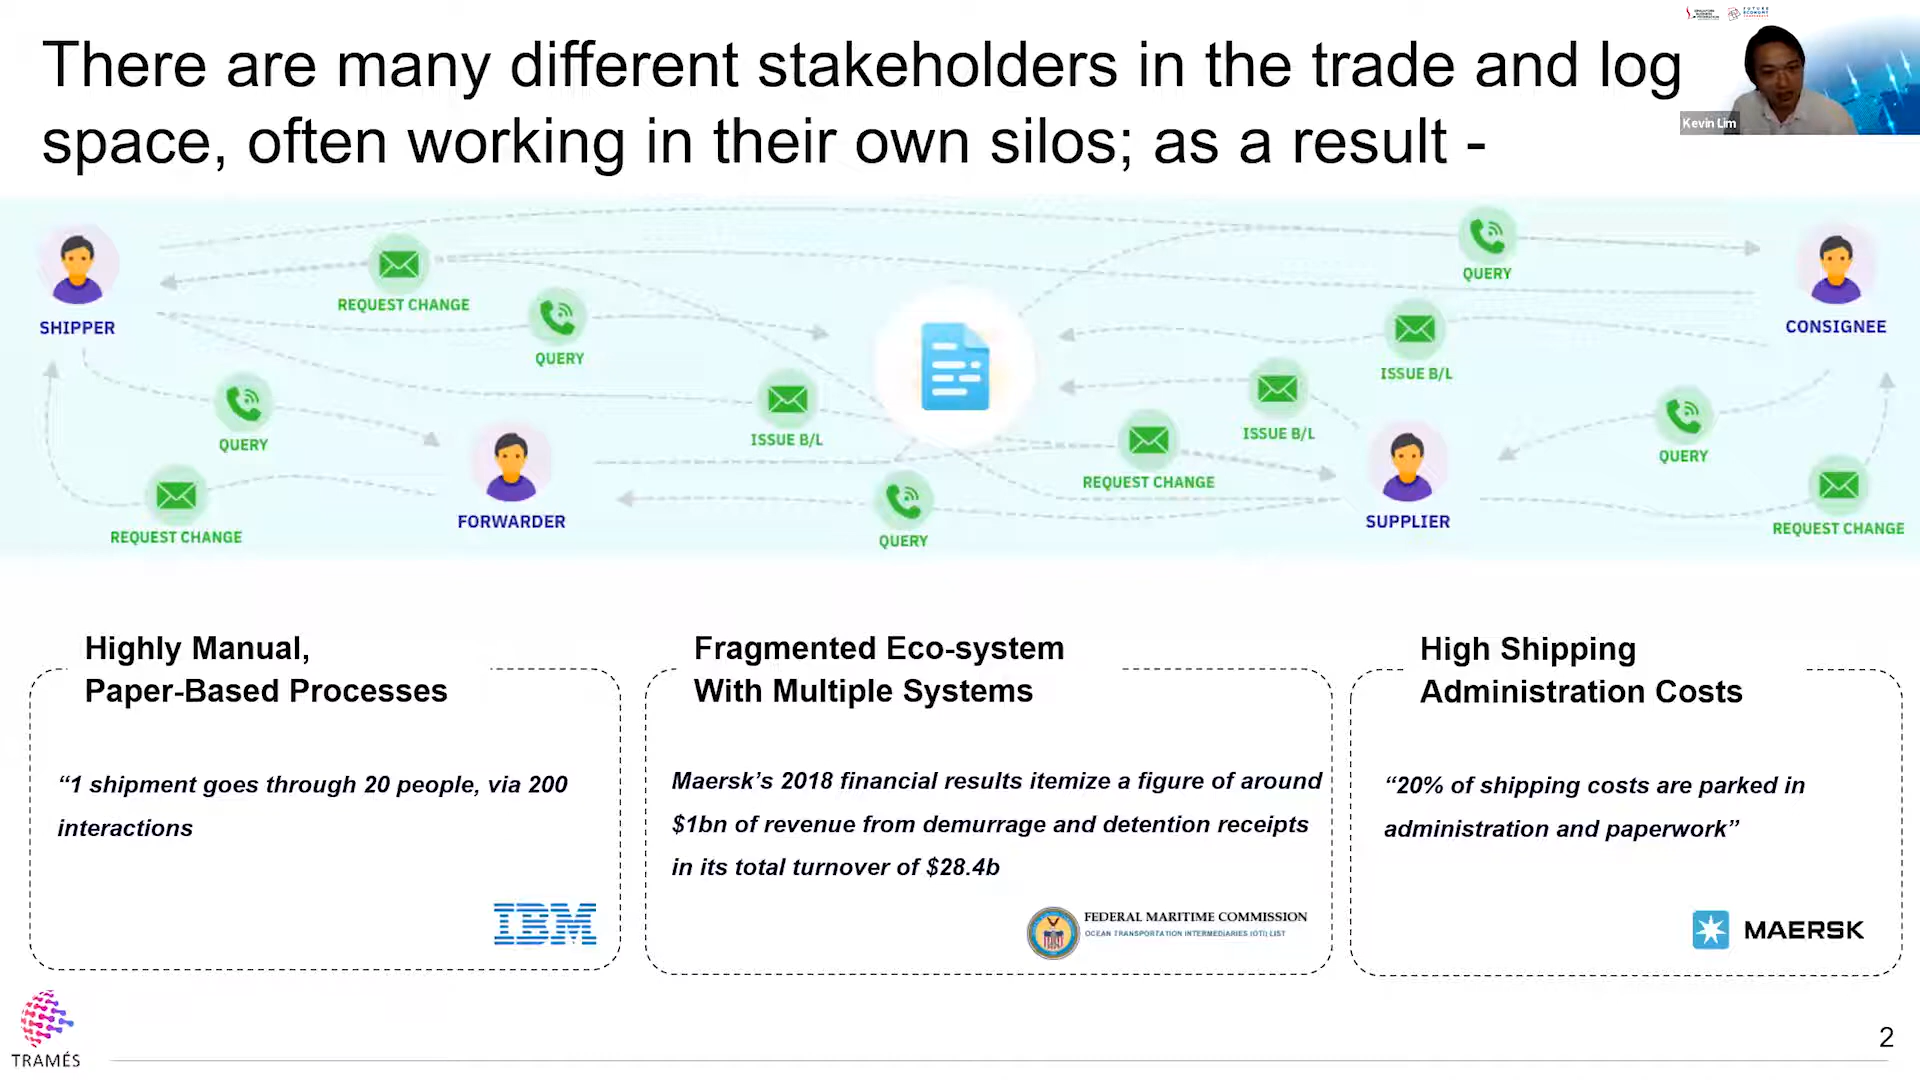 There are many different stakeholders in the trade and log
space, often working in their own silos; as a result -
Kevin Lim
SHIPPER
REQUEST CHANGE
QUERY
QUERY
REQUEST CHANGE
FORWARDER
ISSUE B/L
QUERY
REQUEST CHANGE
ISSUE B/L
ISSUE B/L
QUERY
CONSIGNEE
SUPPLIER
QUERY
REQUEST CHANGE
Highly Manual,
Paper-Based Processes
“1 shipment goes through 20 people, via 200
interactions
IBM
Fragmented Eco-system
With Multiple Systems
Maersk’s 2018 financial results itemize a figure of around
$1bn of revenue from demurrage and detention receipts
in its total turnover of $28.4b
FEDERAL MARITIME COMMISSION
OCEAN TRANSPORTATION INTERMEDIARIES (OTI) LIST
High Shipping
Administration Costs
“20% of shipping costs are parked in
administration and paperwork”
MAERSK
TRAMÉS
2